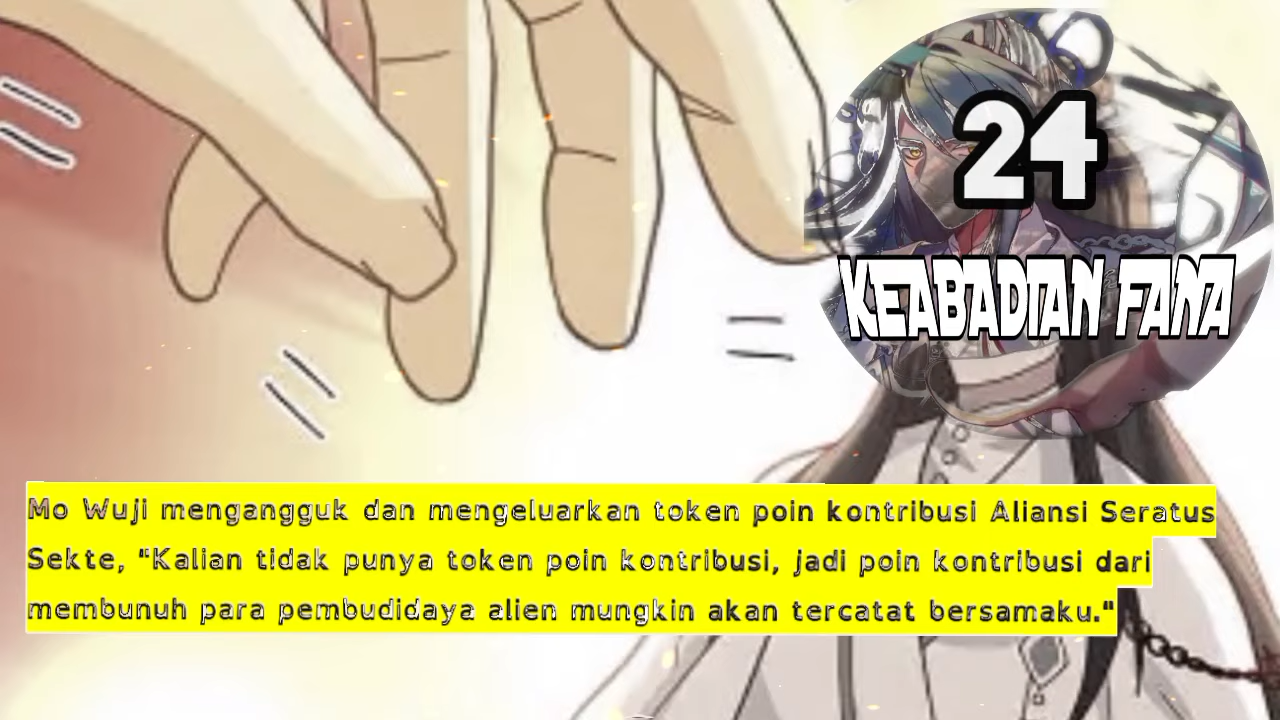 24
KEABADIAN FANA
Mo Wuji mengangguk dan mengeluarkan token poin kontribusi Aliansi Seratus
Sekte, "Kalian tidak punya token poin kontribusi, jadi poin kontribusi dari
membunuh para pembudidaya alien mungkin akan tercatat bersamaku."